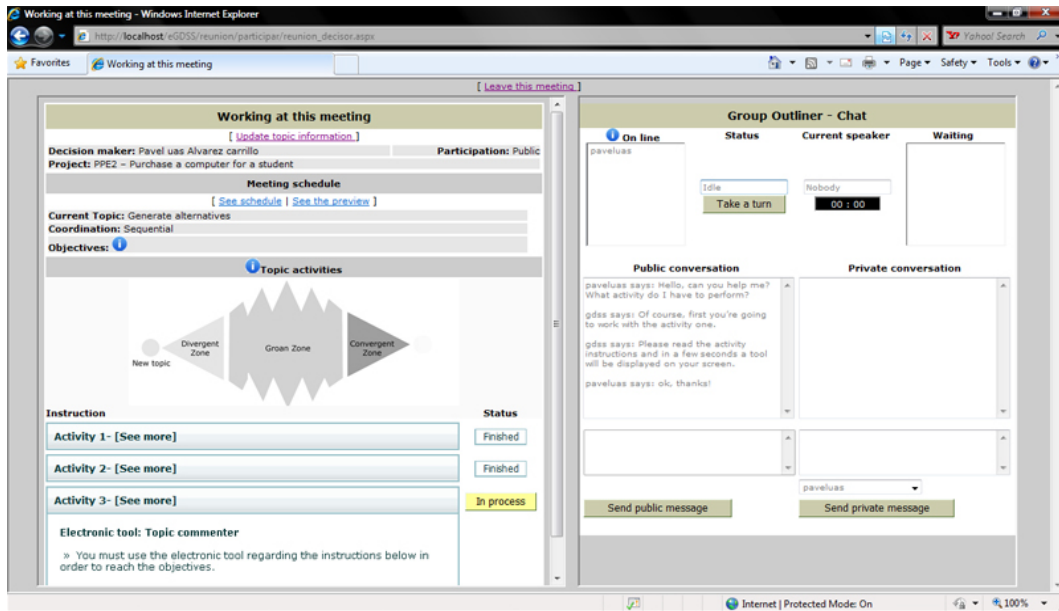 Working at this meeting - Windows Internet Explorer
http://localhost/eGDSS/reunion/participar/reunion_decisor.aspx
Yahoo! Search
Favorites
Working at this meeting
Page
Safety
Tools
[ Leave this meeting ]
Working at this meeting
[ Update topic information ]
Decision maker: Pavel uas Alvarez carrillo Participation: Public
Project: PPE2 – Purchase a computer for a student
Meeting schedule
[ See schedule | See the preview ]
Current Topic: Generate alternatives
Coordination: Sequential
Objectives:
Topic activities
New topic
Divergent
Zone
Groan Zone
Convergent
Zone
Instruction Status
Activity 1- [See more] Finished
Activity 2- [See more] Finished
Activity 3- [See more] In process
Electronic tool: Topic commenter
» You must use the electronic tool regarding the instructions below in
order to reach the objectives.
Group Outliner - Chat
On line Status Current speaker Waiting
paveluas
Idle Nobody
Take a turn 00 : 00
Public conversation Private conversation
paveluas says: Hello, can you help me?
What activity do I have to perform?
gdss says: Of course, first you're going
to work with the activity one.
gdss says: Please read the activity
instructions and in a few seconds a tool
will be displayed on your screen.
paveluas says: ok, thanks!
paveluas
Send public message Send private message
Internet | Protected Mode: On 100%